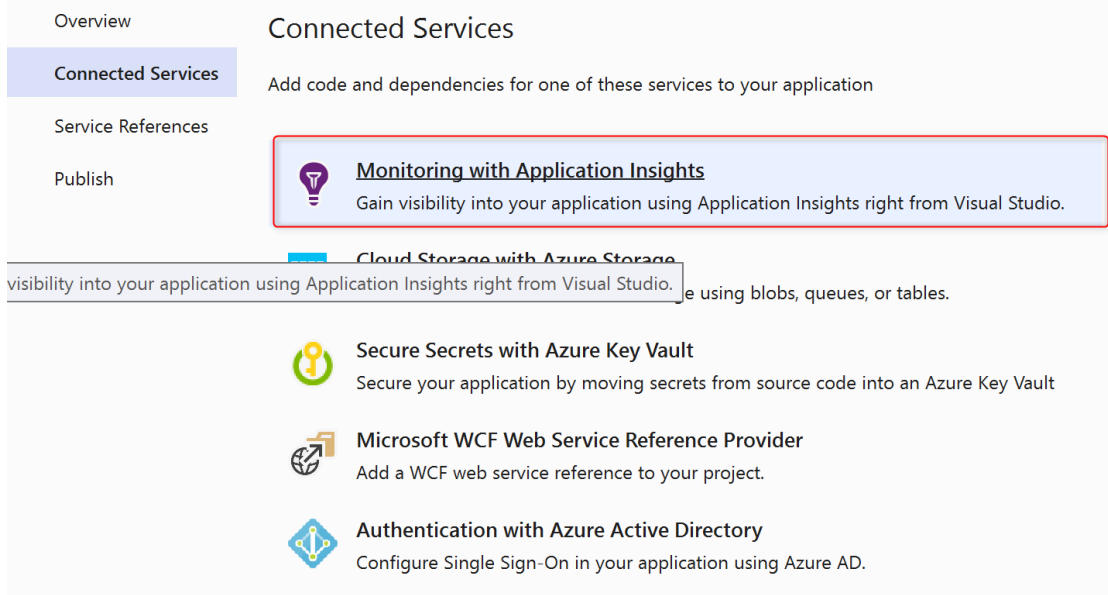 Overview
Connected Services
Service References
Publish
Connected Services
Add code and dependencies for one of these services to your application
Monitoring with Application Insights
Gain visibility into your application using Application Insights right from Visual Studio.
Cloud Storage with Azure Storage
visibility into your application using Application Insights right from Visual Studio.
e using blobs, queues, or tables.
Secure Secrets with Azure Key Vault
Secure your application by moving secrets from source code into an Azure Key Vault
Microsoft WCF Web Service Reference Provider
Add a WCF web service reference to your project.
Authentication with Azure Active Directory
Configure Single Sign-On in your application using Azure AD.